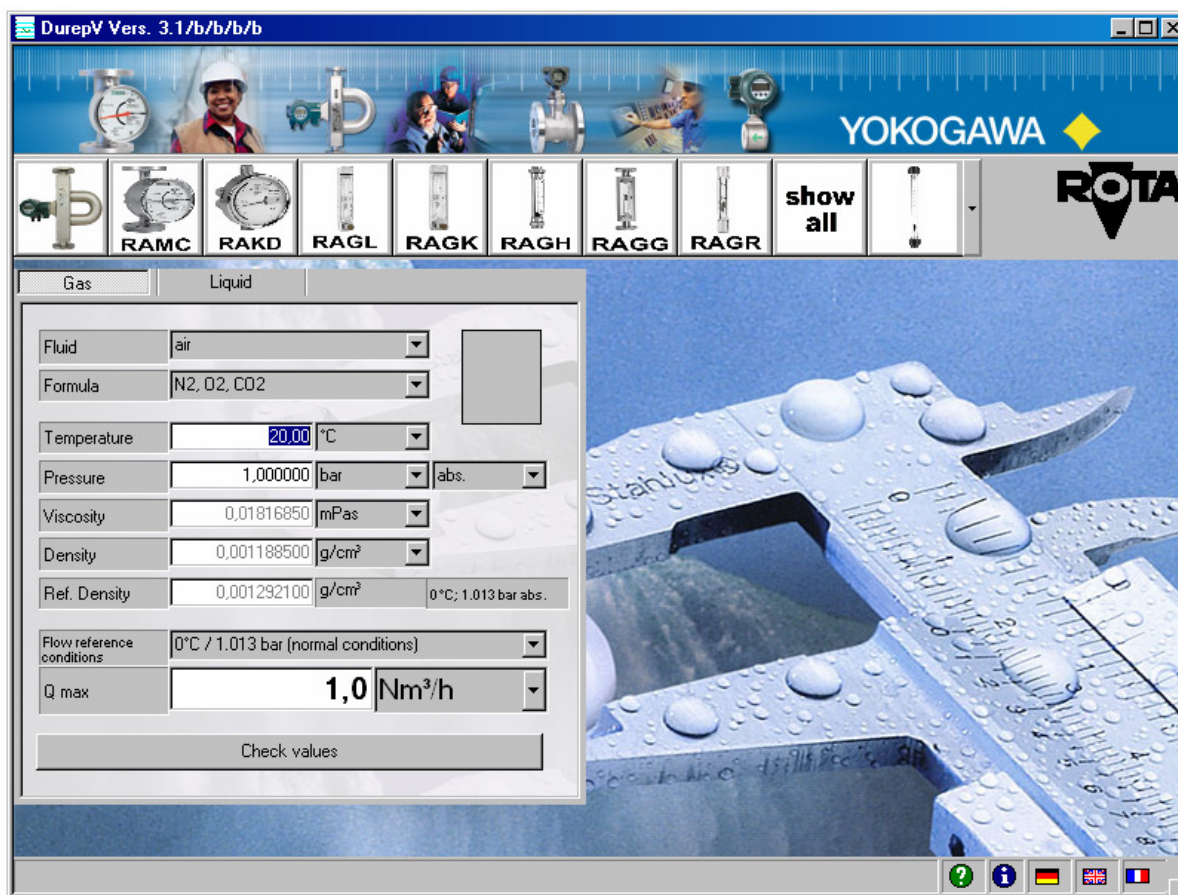 DurepV Vers. 3.1/b/b/b/b
YOKOGAWA
RAMC
RAKD
RAGL
RAGK
RAGH
RAGG
RAGR
show
all
ROTA
Gas
Liquid
Fluid
air
Formula
N2, O2, CO2
Temperature
20,00
°C
Pressure
1,000000
bar
abs.
Viscosity
0,01816850
mPas
Density
0,001188500
g/cm³
Ref. Density
0,001292100
g/cm³
0°C; 1.013 bar abs.
Flow reference
conditions
0°C / 1.013 bar (normal conditions)
Q max
1,0
Nm³/h
Check values